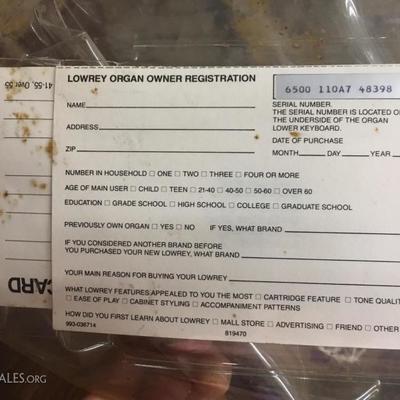 41-55, Over 55
CARD
LOWREY ORGAN OWNER REGISTRATION
6500 110A7 48398
NAME
SERIAL NUMBER.
THE SERIAL NUMBER IS LOCATED ON
THE UNDERSIDE OF THE ORGAN
LOWER KEYBOARD.
ADDRESS
DATE OF PURCHASE
ZIP
MONTH DAY YEAR
NUMBER IN HOUSEHOLD □ ONE □ TWO □ THREE □ FOUR OR MORE
AGE OF MAIN USER □ CHILD □ TEEN □ 21-40 □ 40-50 □ 50-60 □ OVER 60
EDUCATION □ GRADE SCHOOL □ HIGH SCHOOL □ COLLEGE □ GRADUATE SCHOOL
PREVIOUSLY OWN ORGAN □ YES □ NO IF YES, WHAT BRAND
IF YOU CONSIDERED ANOTHER BRAND BEFORE
YOU PURCHASED YOUR NEW LOWREY, WHAT BRAND
YOUR MAIN REASON FOR BUYING YOUR LOWREY
WHAT LOWREY FEATURES APPEALED TO YOU THE MOST □ CARTRIDGE FEATURE □ TONE QUALITY
□ EASE OF PLAY □ CABINET STYLING □ ACCOMPANIMENT PATTERNS
HOW DID YOU FIRST LEARN ABOUT LOWREY □ MALL STORE □ ADVERTISING □ FRIEND □ OTHER
993-036714 819470
ALES.ORG